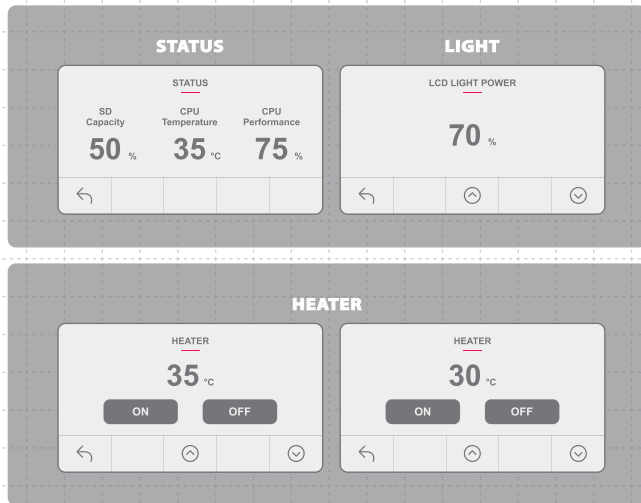 STATUS
STATUS
SD
Capacity
50 %
CPU
Temperature
35 °C
CPU
Performance
75 %
LIGHT
LCD LIGHT POWER
70 %
HEATER
HEATER
35 °C
ON OFF
HEATER
30 °C
ON OFF